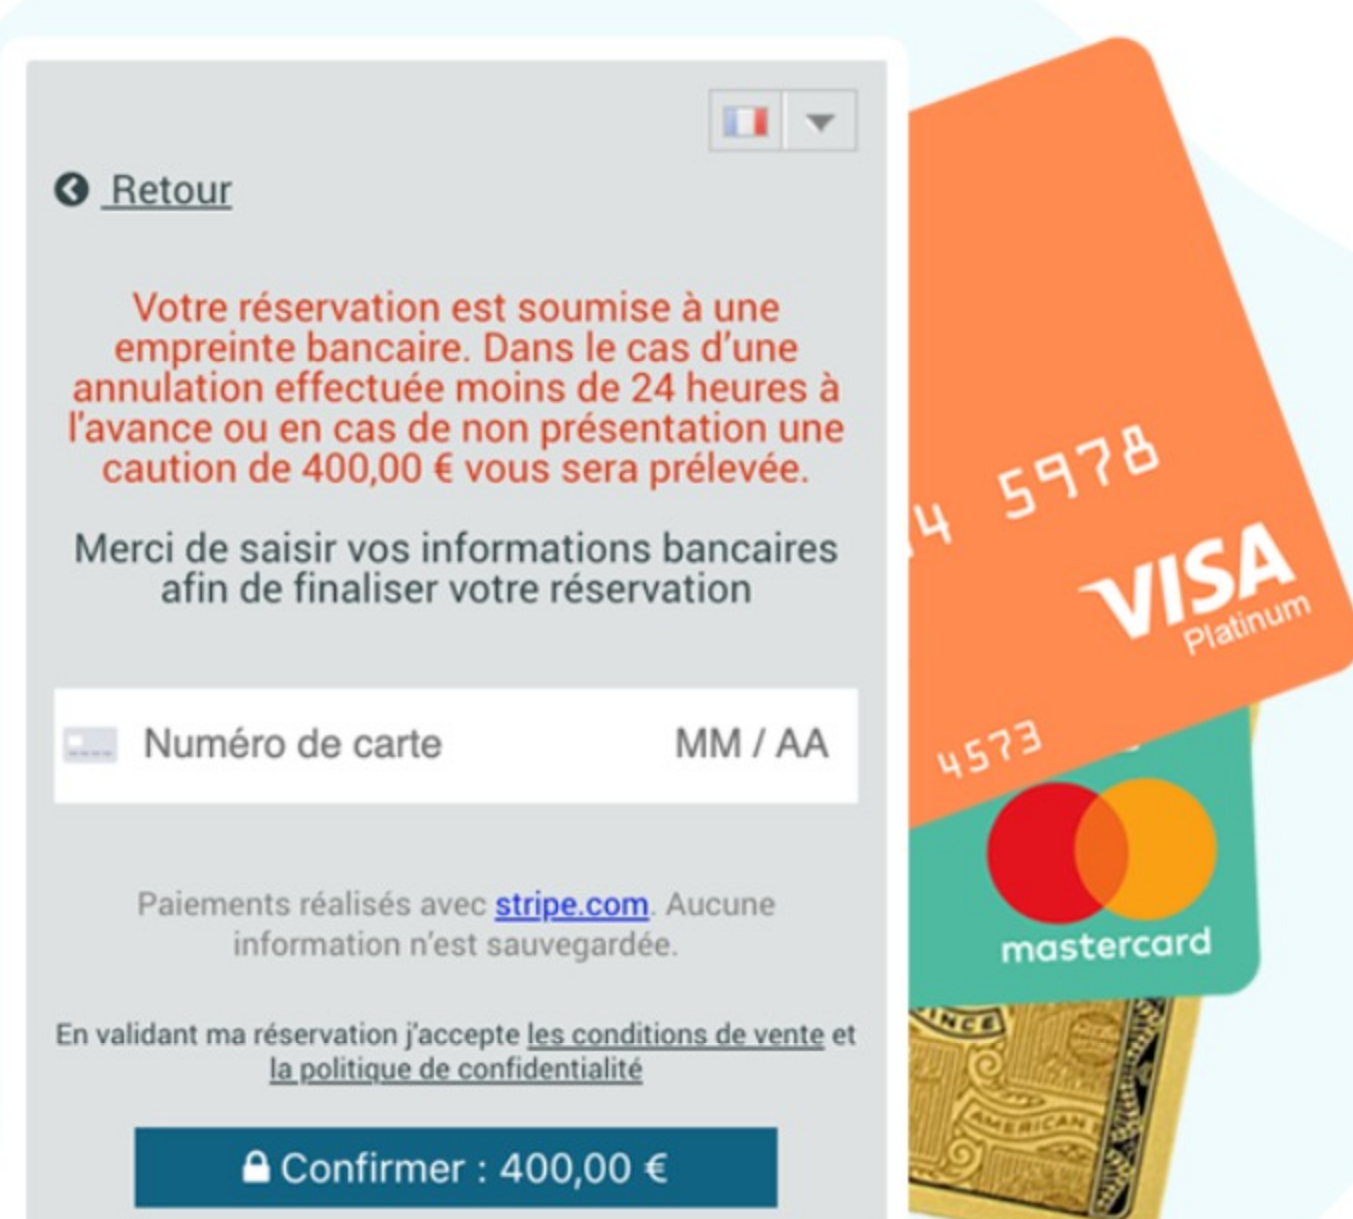 Retour
Votre réservation est soumise à une
empreinte bancaire. Dans le cas d'une
annulation effectuée moins de 24 heures à
l'avance ou en cas de non présentation une
caution de 400,00 € vous sera prélevée.
Merci de saisir vos informations bancaires
afin de finaliser votre réservation
Numéro de carte MM / AA
Paiements réalisés avec stripe.com. Aucune
information n'est sauvegardée.
En validant ma réservation j'accepte les conditions de vente et
la politique de confidentialité
Confirmer : 400,00 €
4 5978
VISA
Platinum
4573
mastercard
AMERICAN